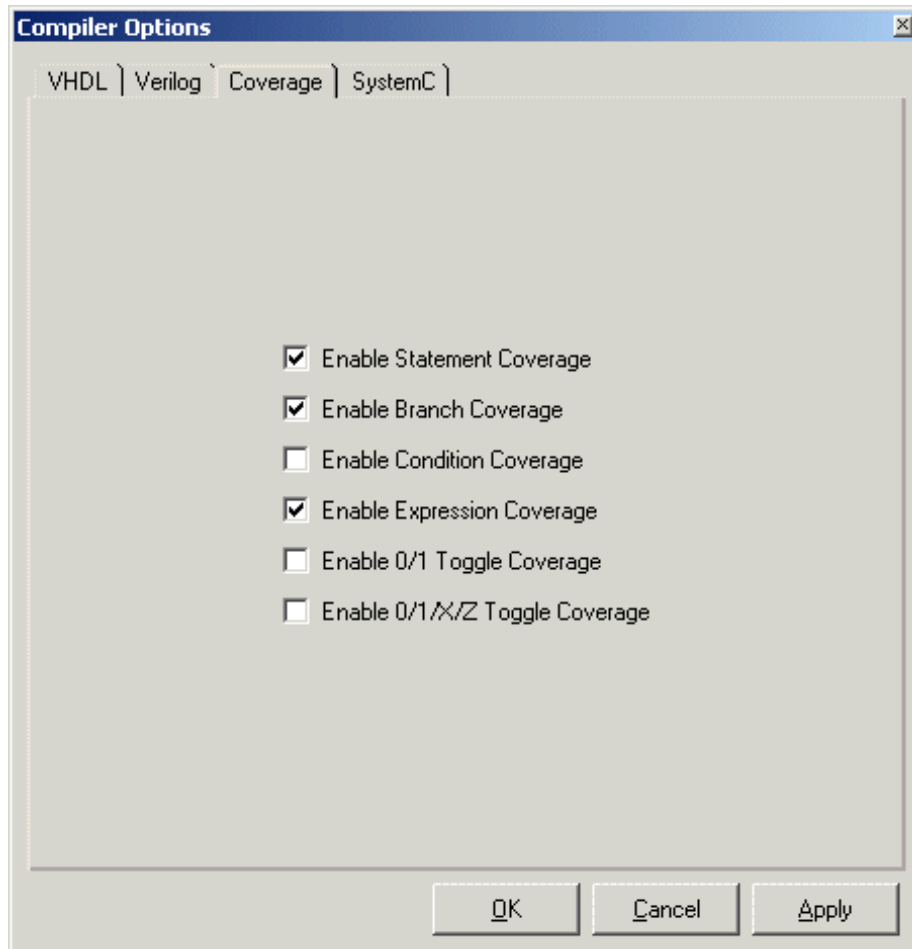 Compiler Options
VHDL Verilog Coverage SystemC
Enable Statement Coverage
Enable Branch Coverage
Enable Condition Coverage
Enable Expression Coverage
Enable 0/1 Toggle Coverage
Enable 0/1/X/Z Toggle Coverage
OK Cancel Apply